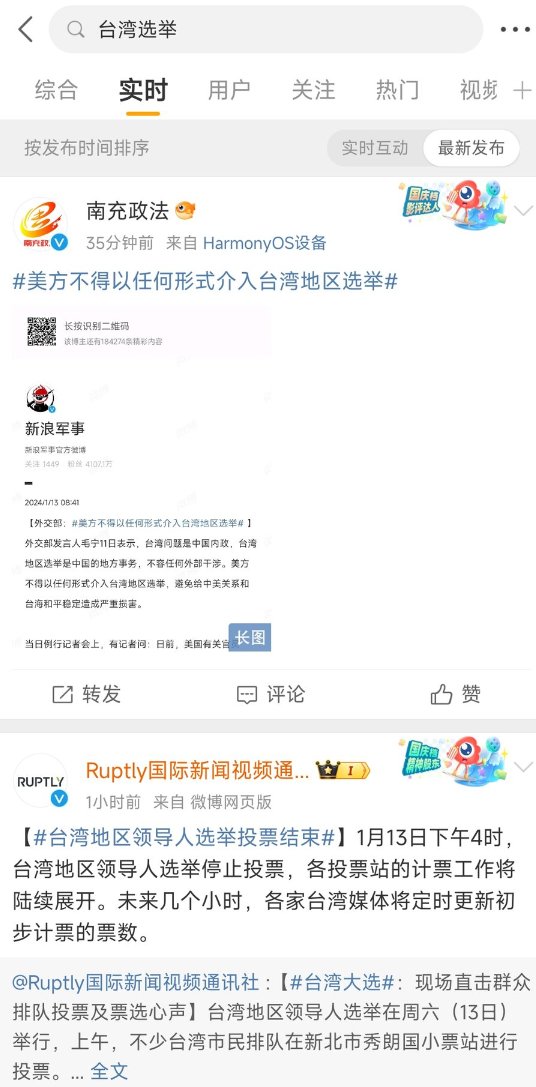 台湾选举
综合 实时 用户 关注 热门 视频
按发布时间排序 实时互动 最新发布
南充政法
国庆档
影评达人
南充政.
35分钟前 来自 HarmonyOS设备
#美方不得以任何形式介入台湾地区选举#
长按识别二维码
该博主还有184274条精彩内容
新浪军事
新浪军事官方微博
关注 1449 粉丝 4107.1万
2024/1/13 08:41
【外交部：#美方不得以任何形式介入台湾地区选举# 】
外交部发言人毛宁11日表示，台湾问题是中国内政，台湾
地区选举是中国的地方事务，不容任何外部干涉。美方
不得以任何形式介入台湾地区选举，避免给中美关系和
台海和平稳定造成严重损害。
当日例行记者会上，有记者问：日前，美国有关官
长图
转发 评论 赞
国庆档
精神股东
RUPTLY
Ruptly国际新闻视频通... I
1小时前 来自 微博网页版
【#台湾地区领导人选举投票结束#】1月13日下午4时，
台湾地区领导人选举停止投票，各投票站的计票工作将
陆续展开。未来几个小时，各家台湾媒体将定时更新初
步计票的票数。
@Ruptly国际新闻视频通讯社 :【#台湾大选#：现场直击群众
排队投票及票选心声】台湾地区领导人选举在周六（13日）
举行，上午，不少台湾市民排队在新北市秀朗国小票站进行
投票。... 全文